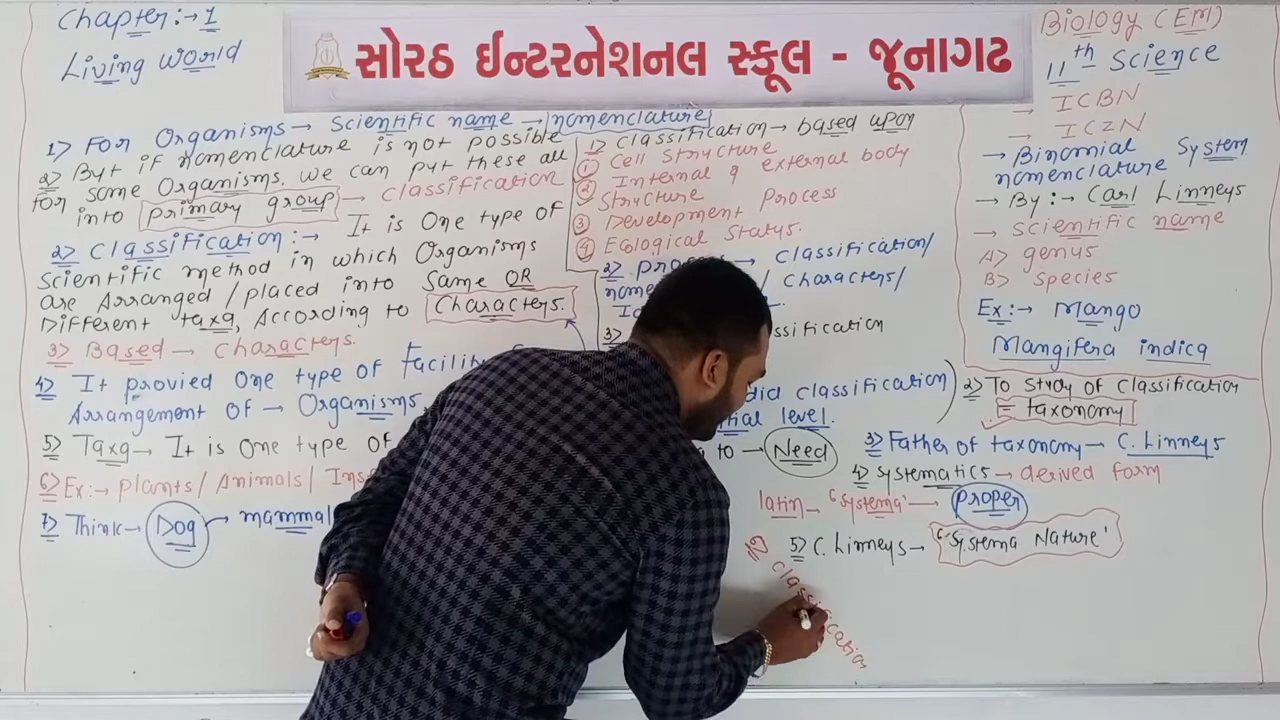 Chapter:→ 1
Living World
સોરઠ ઈન્ટરનેશનલ સ્કૂલ - જૂનાગઢ
Biology (EM)
11th Science
1> For Organisms → Scientific name → nomenclature
2> But if nomenclature is not possible
for some Organisms. we can put these all
into primary group → classification
2> Classification:→ It is One type of
Scientific method in which Organisms
are Arranged/placed into Same OR
Different taxa, According to Characters.
3> Based → characters.
4> It provied One type of Facility
Arrangement of → Organisms
5> Taxa → It is One type of
6> Ex:→ plants/Animals/
7> Think → Dog → mammal
1> Classification → based upon
① Cell Structure
② Internal & external body
Structure
③ Development Process
④ Ecological Status.
2> → classification/
/ Characters/
3>
classification
level.
to → Need
→ ICBN
→ ICZN
→ Binomial System
nomenclature
→ By:→ Carl Linneys
→ Scientific name
A> genus
B> Species
Ex:→ Mango
Mangifera indica
2> To study of classification
= taxonomy
3> Father of taxonomy → C. Linneys
4> Systematics → derived form
latin → 'Systema' → proper
5> C. Linneys → 'Systema Nature'
classification